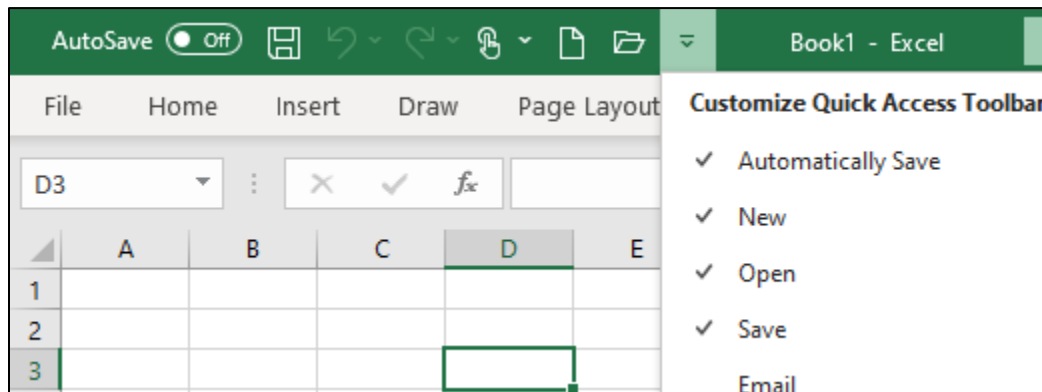 AutoSave Off Book1 - Excel
File Home Insert Draw Page Layout
Customize Quick Access Toolbar
Automatically Save
New
Open
Save
Email
D3 fx
A B C D E
1
2
3